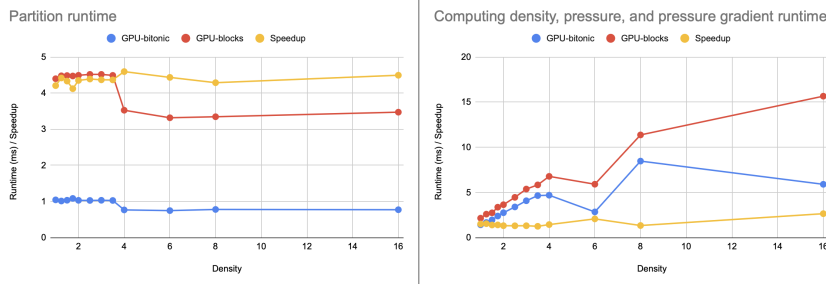 Partition runtime
GPU-bitonic GPU-blocks Speedup
Runtime (ms) / Speedup
5
4
3
2
1
0
2 4 6 8 10 12 14 16
Density
Computing density, pressure, and pressure gradient runtime
GPU-bitonic GPU-blocks Speedup
Runtime (ms) / Speedup
20
15
10
5
0
2 4 6 8 10 12 14 16
Density